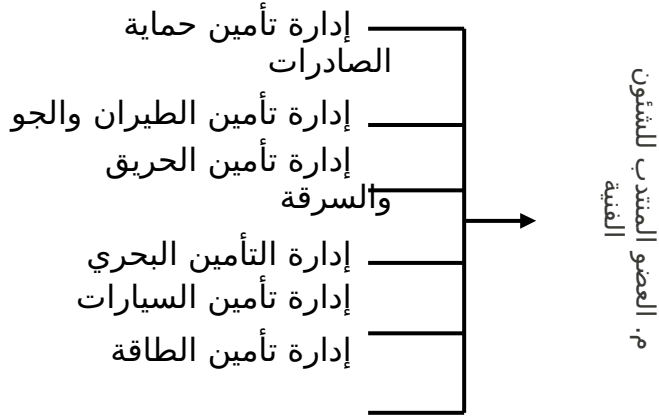 إدارة تأمين حماية
الصادرات
إدارة تأمين الطيران والجو
إدارة تأمين الحريق
والسرقة
إدارة التأمين البحري
إدارة تأمين السيارات
إدارة تأمين الطاقة
م. العضو المنتدب للشئون
الفنية